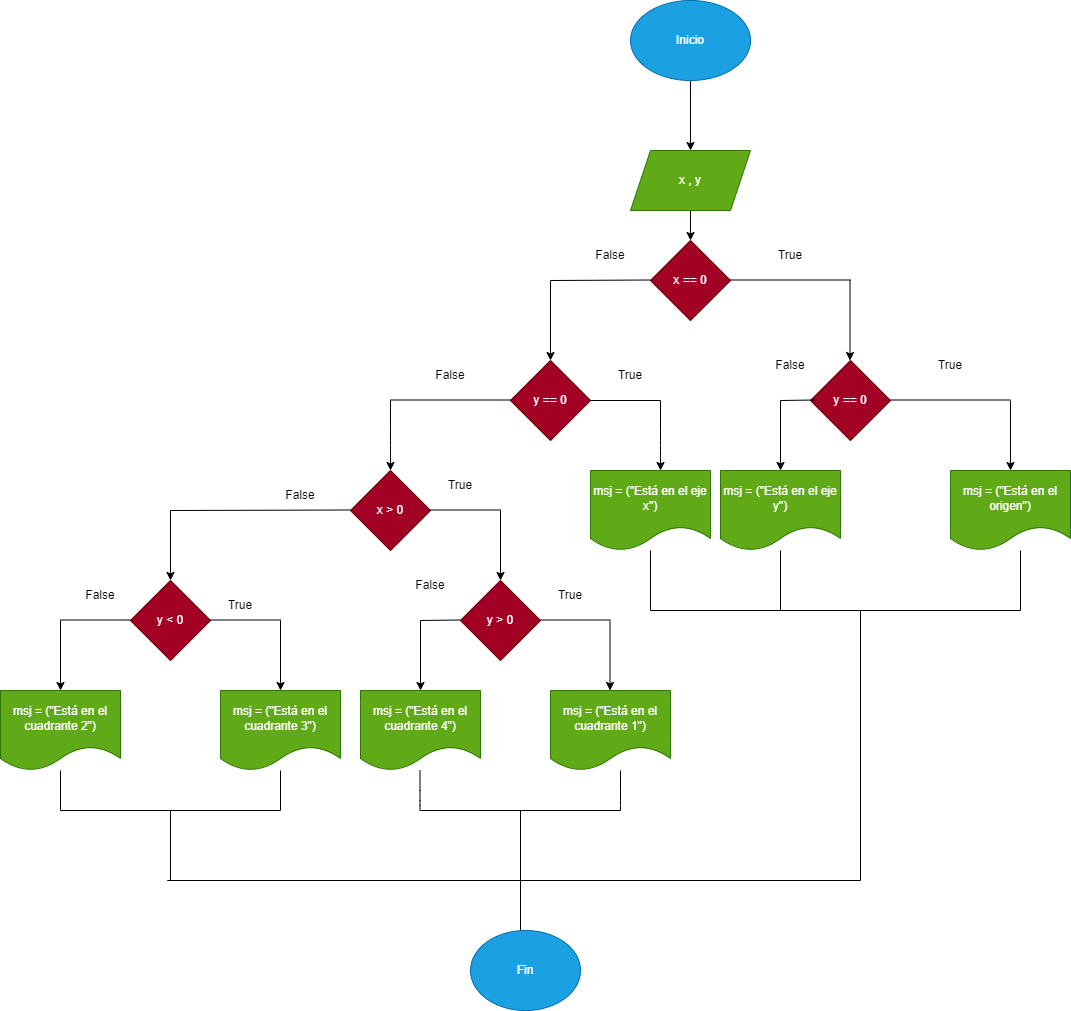 Inicio
x , y
False
True
x == 0
False
True
False
True
y == 0
y == 0
False
True
x > 0
msj = ("Está en el eje
x")
msj = ("Está en el eje
y")
msj = ("Está en el
origen")
False
True
False
True
y < 0
y > 0
msj = ("Está en el
cuadrante 2")
msj = ("Está en el
cuadrante 3")
msj = ("Está en el
cuadrante 4")
msj = ("Está en el
cuadrante 1")
Fin